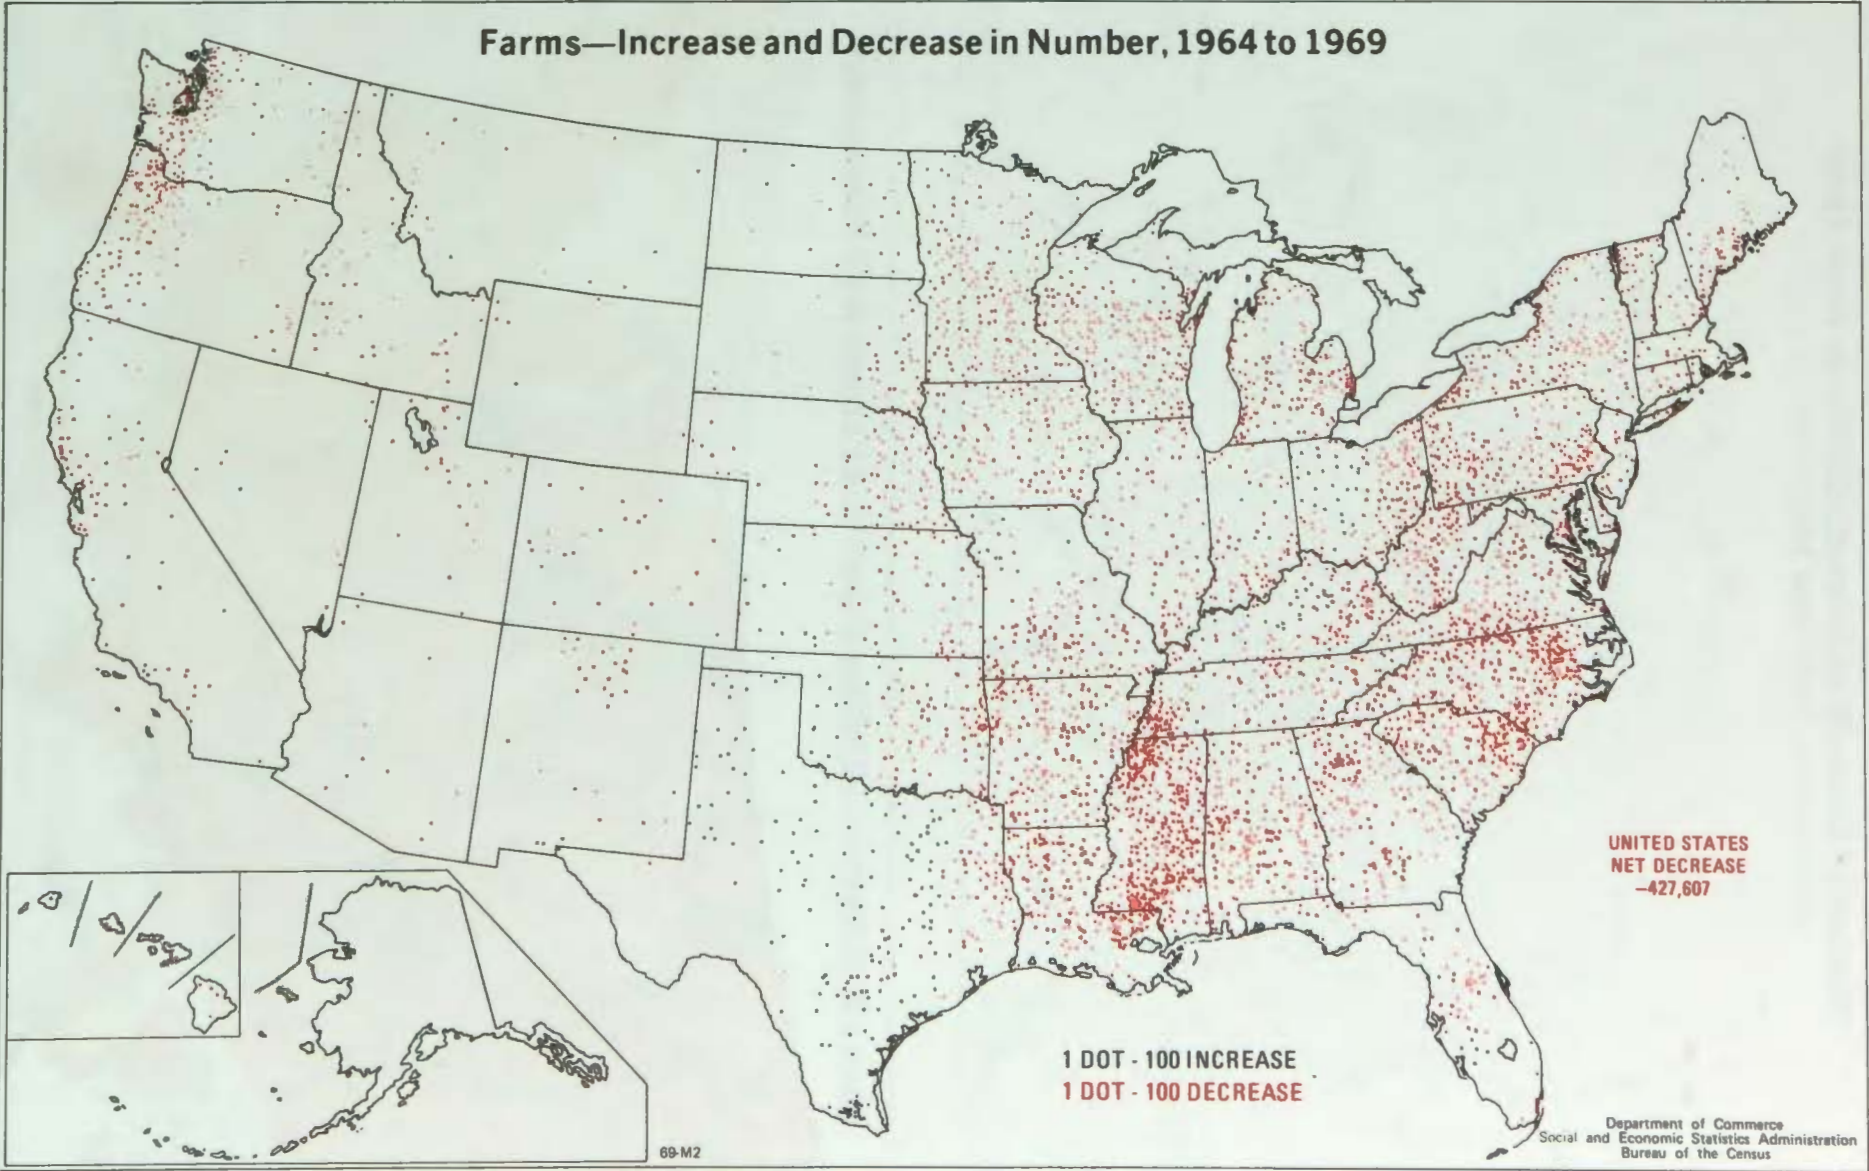 Farms—Increase and Decrease in Number, 1964 to 1969
UNITED STATES
NET DECREASE
—427,607
1 DOT - 100 INCREASE
1 DOT - 100 DECREASE
69-M2
Department of Commerce
Social and Economic Statistics Administration
Bureau of the Census